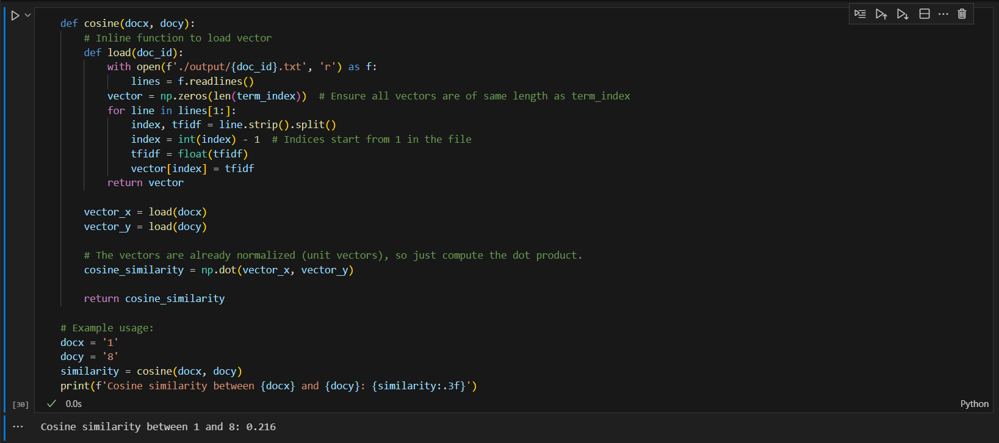 def cosine(docx, docy):
    # Inline function to load vector
    def load(doc_id):
        with open(f'./output/{doc_id}.txt', 'r') as f:
            lines = f.readlines()
        vector = np.zeros(len(term_index))  # Ensure all vectors are of same length as term_index
        for line in lines[1:]:
            index, tfidf = line.strip().split()
            index = int(index) - 1  # Indices start from 1 in the file
            tfidf = float(tfidf)
            vector[index] = tfidf
        return vector

    vector_x = load(docx)
    vector_y = load(docy)

    # The vectors are already normalized (unit vectors), so just compute the dot product.
    cosine_similarity = np.dot(vector_x, vector_y)

    return cosine_similarity

# Example usage:
docx = '1'
docy = '8'
similarity = cosine(docx, docy)
print(f'Cosine similarity between {docx} and {docy}: {similarity:.3f}')
[30] 0.0s Python
Cosine similarity between 1 and 8: 0.216